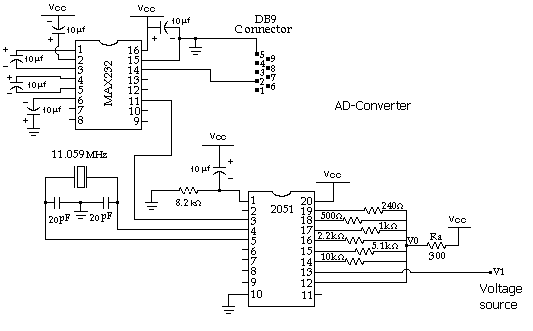 Vcc
Vcc
DB9
Connector
10µf
10µf
10µf
10µf
10µf
MAX232
1
2
3
4
5
6
7
8
16
15
14
13
12
11
10
9
5
4
3
2
1
9
8
7
6
AD-Converter
11.059 MHz
20pF
20pF
Vcc
10µf
8.2kΩ
2051
1
2
3
4
5
6
7
8
9
10
20
19
18
17
16
15
14
13
12
11
Vcc
240Ω
500Ω
1kΩ
2.2kΩ
5.1kΩ
10kΩ
V0
Ra
300
Vcc
V1
Voltage
source